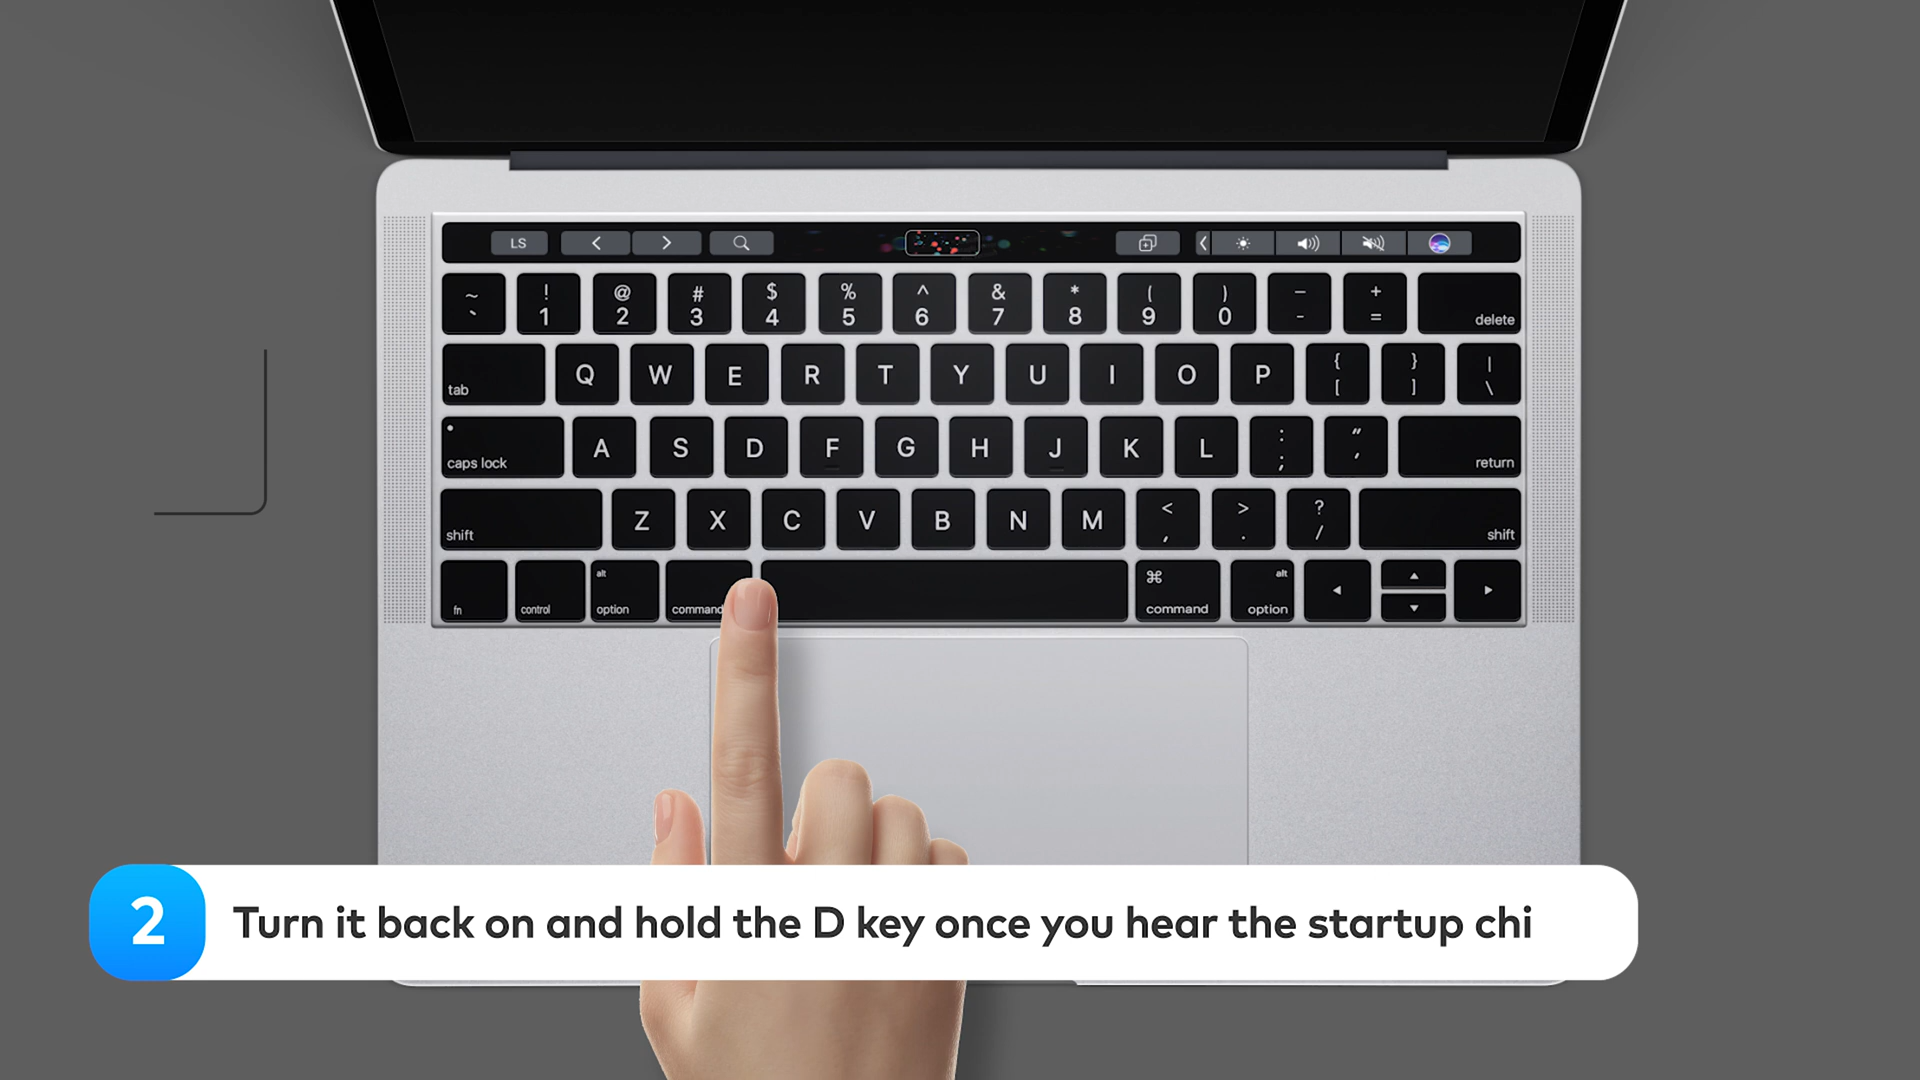 LS
~ ! @ # $ % ^ & * ( ) _ +
` 1 2 3 4 5 6 7 8 9 0 - = delete
tab Q W E R T Y U I O P { [ } ] | \
caps lock A S D F G H J K L : ; " ' return
shift Z X C V B N M < , > . ? / shift
fn control alt option command ⌘ command alt option
2 Turn it back on and hold the D key once you hear the startup chi